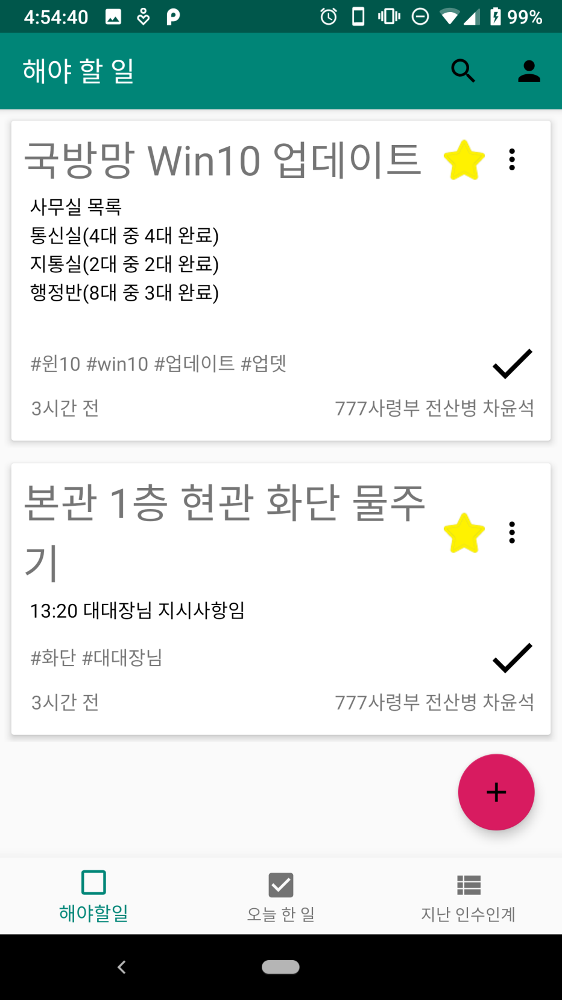 4:54:40 99%
해야 할 일
국방망 Win10 업데이트
사무실 목록
통신실(4대 중 4대 완료)
지통실(2대 중 2대 완료)
행정반(8대 중 3대 완료)
#윈10 #win10 #업데이트 #업뎃
3시간 전 777사령부 전산병 차윤석
본관 1층 현관 화단 물주
기
13:20 대대장님 지시사항임
#화단 #대대장님
3시간 전 777사령부 전산병 차윤석
해야할일 오늘 한 일 지난 인수인계